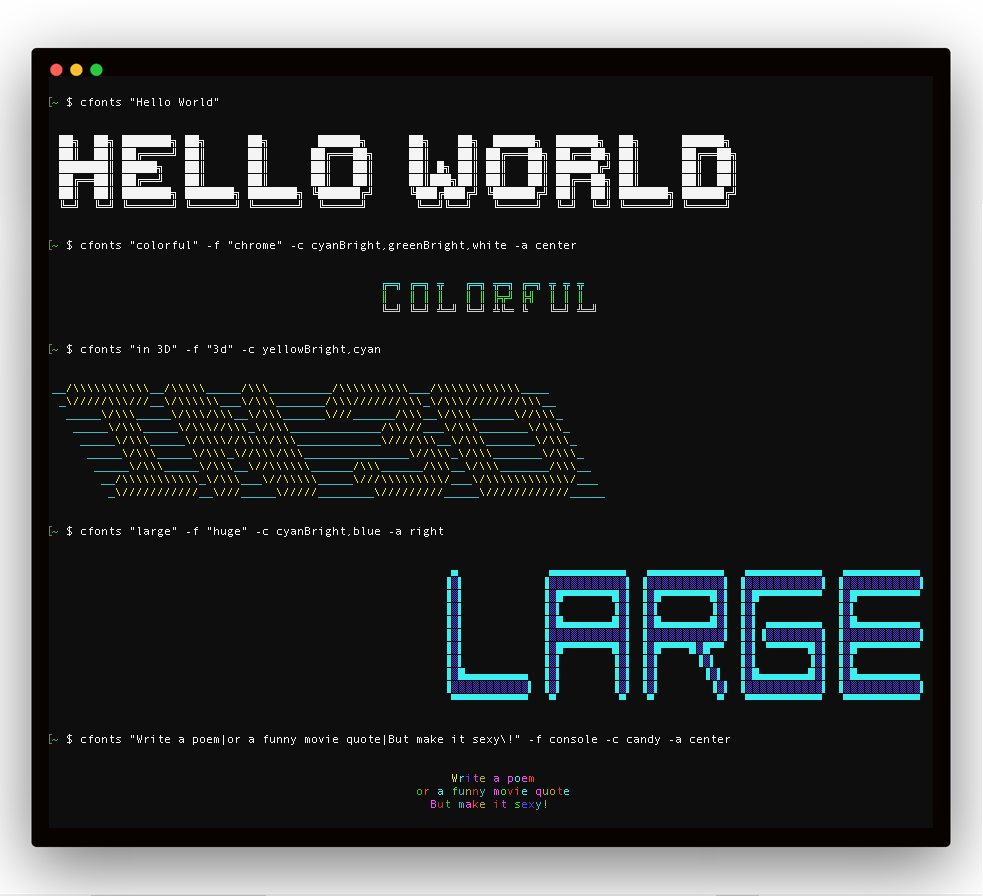 [~ $ cfonts "Hello World"
HELLO WORLD
[~ $ cfonts "colorful" -f "chrome" -c cyanBright,greenBright,white -a center
COLORFUL
[~ $ cfonts "in 3D" -f "3d" -c yellowBright,cyan
IN 3D
[~ $ cfonts "large" -f "huge" -c cyanBright,blue -a right
LARGE
[~ $ cfonts "Write a poem|or a funny movie quote|But make it sexy\!" -f console -c candy -a center
Write a poem
or a funny movie quote
But make it sexy!